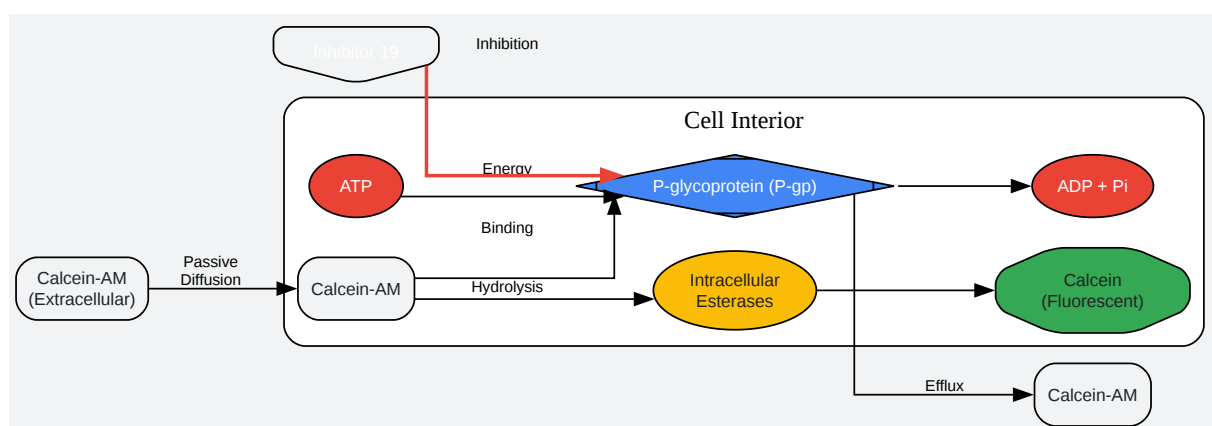 Inhibitor 19
Inhibition
Cell Interior
Energy
ATP
P-glycoprotein (P-gp)
ADP + Pi
Binding
Passive
Diffusion
Calcein-AM
(Extracellular)
Calcein-AM
Hydrolysis
Intracellular
Esterases
Calcein
(Fluorescent)
Efflux
Calcein-AM